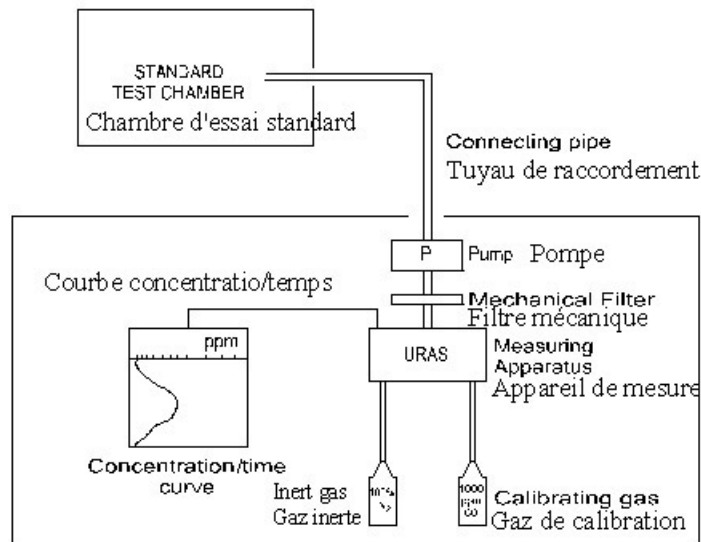 STANDARD
TEST CHAMBER
Chambre d'essai standard
Connecting pipe
Tuyau de raccordement
P
Pump Pompe
Courbe concentratio/temps
Mechanical Filter
Filtre mécanique
ppm
URAS
Measuring
Apparatus
Appareil de mesure
Concentration/time
curve
Inert gas
Gaz inerte
1000
Calibrating gas
Gaz de calibration